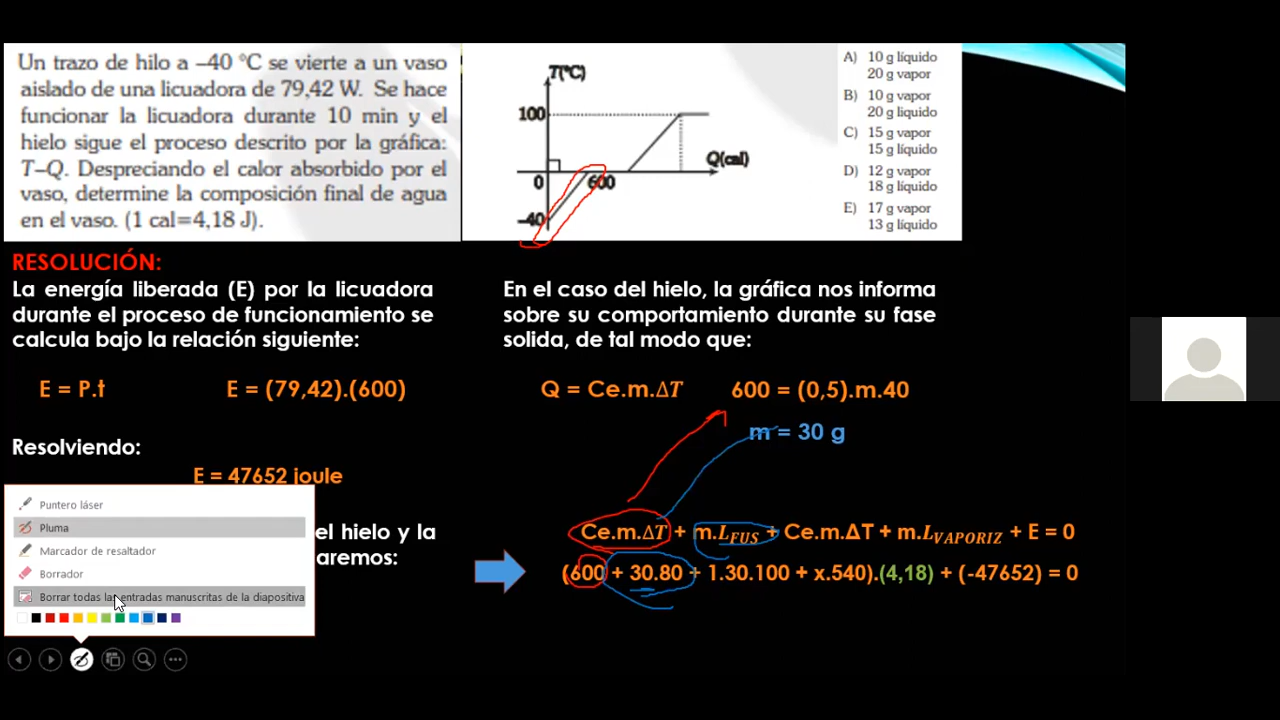 Un trazo de hilo a –40 °C se vierte a un vaso
aislado de una licuadora de 79,42 W. Se hace
funcionar la licuadora durante 10 min y el
hielo sigue el proceso descrito por la gráfica:
T–Q. Despreciando el calor absorbido por el
vaso, determine la composición final de agua
en el vaso. (1 cal=4,18 J).
T(°C)
100
Q(cal)
0
600
–40
A) 10 g líquido
20 g vapor
B) 10 g vapor
20 g líquido
C) 15 g vapor
15 g líquido
D) 12 g vapor
18 g líquido
E) 17 g vapor
13 g líquido
RESOLUCIÓN:
La energía liberada (E) por la licuadora
durante el proceso de funcionamiento se
calcula bajo la relación siguiente:
E = P.t
E = (79,42).(600)
Resolviendo:
E = 47652 joule
el hielo y la
aremos:
En el caso del hielo, la gráfica nos informa
sobre su comportamiento durante su fase
solida, de tal modo que:
Q = Ce.m.ΔT
600 = (0,5).m.40
m = 30 g
Ce.m.ΔT + m.L_FUS + Ce.m.ΔT + m.L_VAPORIZ + E = 0
(600 + 30.80 + 1.30.100 + x.540).(4,18) + (-47652) = 0
Puntero láser
Pluma
Marcador de resaltador
Borrador
Borrar todas las entradas manuscritas de la diapositiva